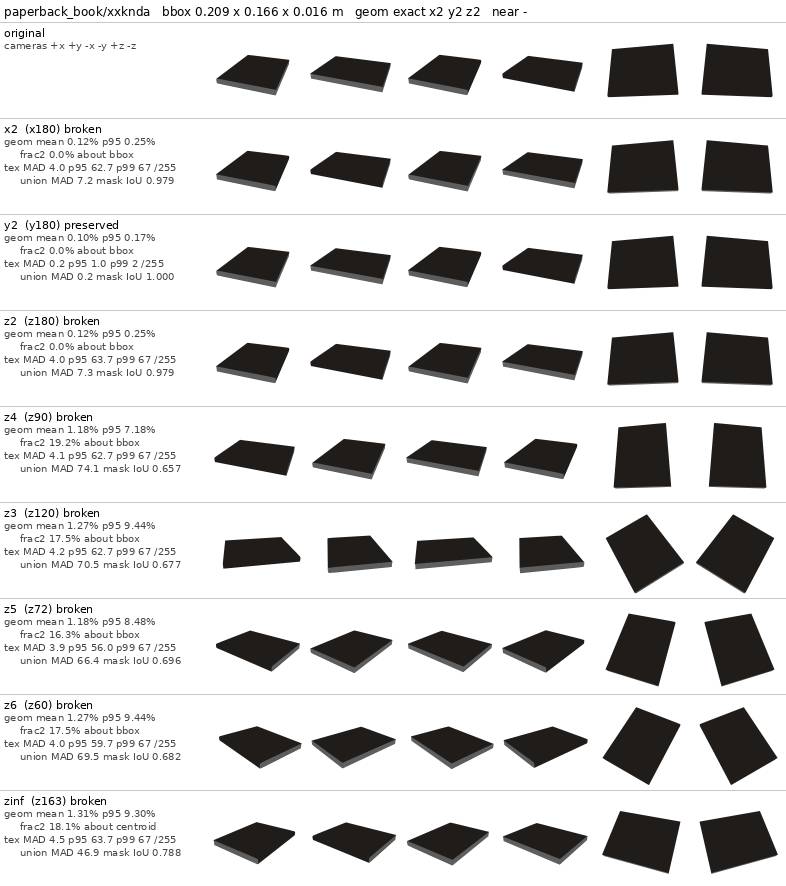 paperback_book/xxknda   bbox 0.209 x 0.166 x 0.016 m   geom exact x2 y2 z2   near -
original
cameras +x +y -x -y +z -z
x2  (x180) broken
geom mean 0.12% p95 0.25%
frac2 0.0% about bbox
tex MAD 4.0 p95 62.7 p99 67 /255
union MAD 7.2 mask IoU 0.979
y2  (y180) preserved
geom mean 0.10% p95 0.17%
frac2 0.0% about bbox
tex MAD 0.2 p95 1.0 p99 2 /255
union MAD 0.2 mask IoU 1.000
z2  (z180) broken
geom mean 0.12% p95 0.25%
frac2 0.0% about bbox
tex MAD 4.0 p95 63.7 p99 67 /255
union MAD 7.3 mask IoU 0.979
z4  (z90) broken
geom mean 1.18% p95 7.18%
frac2 19.2% about bbox
tex MAD 4.1 p95 62.7 p99 67 /255
union MAD 74.1 mask IoU 0.657
z3  (z120) broken
geom mean 1.27% p95 9.44%
frac2 17.5% about bbox
tex MAD 4.2 p95 62.7 p99 67 /255
union MAD 70.5 mask IoU 0.677
z5  (z72) broken
geom mean 1.18% p95 8.48%
frac2 16.3% about bbox
tex MAD 3.9 p95 56.0 p99 67 /255
union MAD 66.4 mask IoU 0.696
z6  (z60) broken
geom mean 1.27% p95 9.44%
frac2 17.5% about bbox
tex MAD 4.0 p95 59.7 p99 67 /255
union MAD 69.5 mask IoU 0.682
zinf  (z163) broken
geom mean 1.31% p95 9.30%
frac2 18.1% about centroid
tex MAD 4.5 p95 63.7 p99 67 /255
union MAD 46.9 mask IoU 0.788